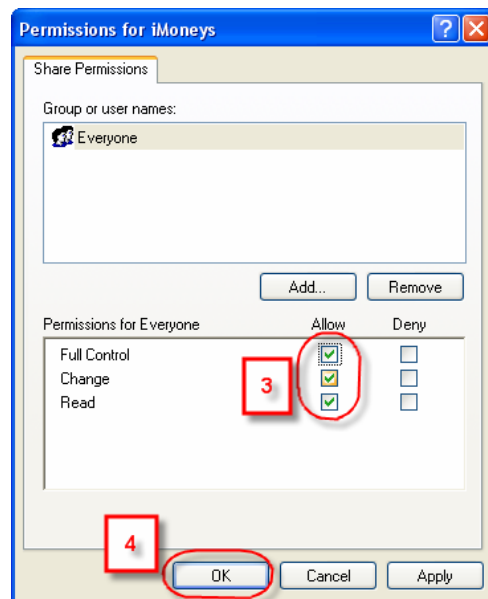 Permissions for iMoneys
Share Permissions
Group or user names:
Everyone
Add... Remove
Permissions for Everyone Allow Deny
Full Control
Change
3
Read
4
OK Cancel Apply